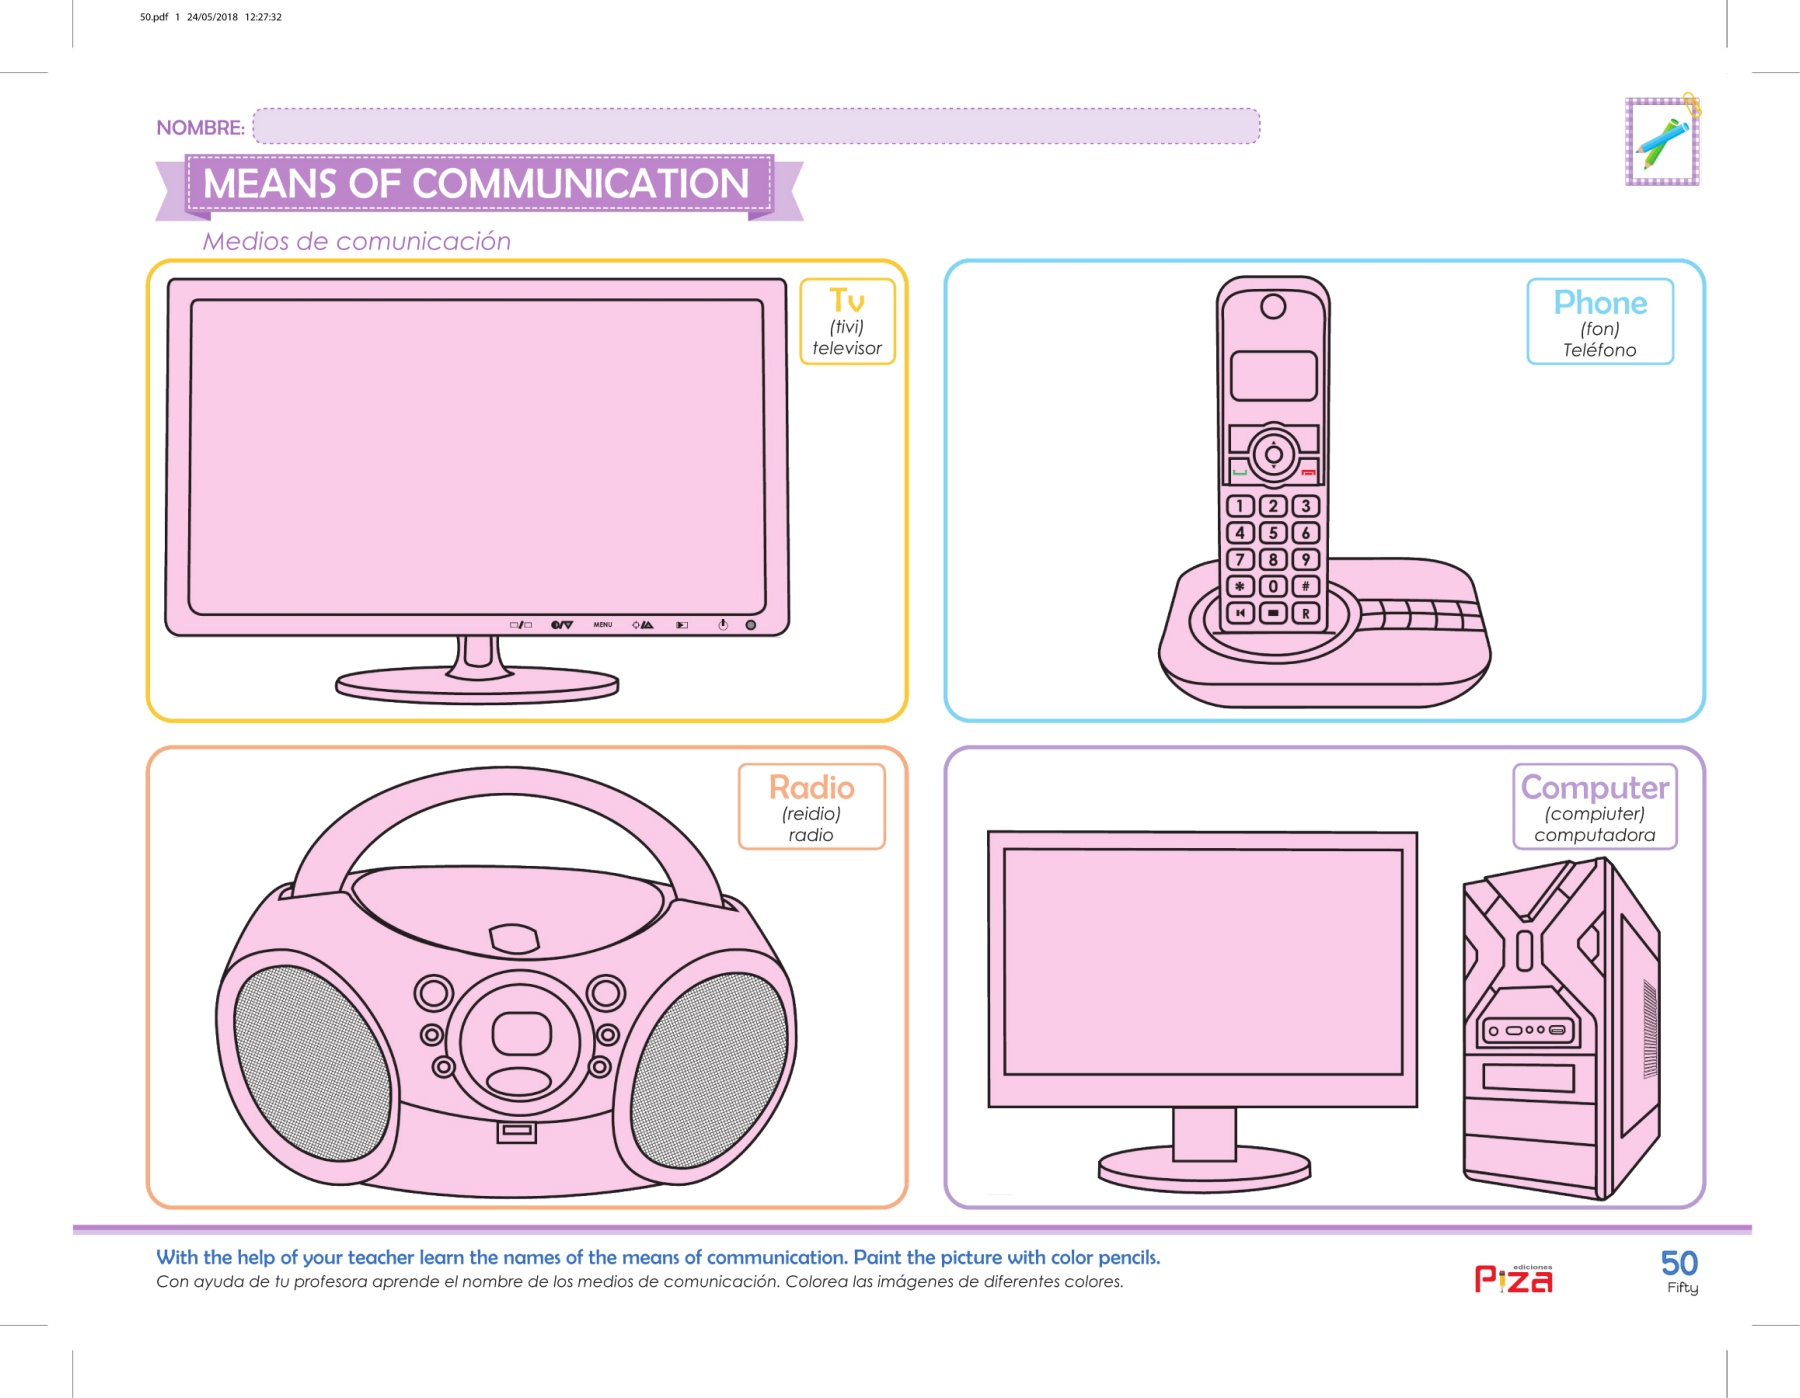 50.pdf 1 24/05/2018 12:27:32
NOMBRE:
MEANS OF COMMUNICATION
Medios de comunicación
Tv
(tivi)
televisor
MENU
Phone
(fon)
Teléfono
1 2 3
4 5 6
7 8 9
* 0 #
R
Radio
(reidio)
radio
Computer
(compiuter)
computadora
With the help of your teacher learn the names of the means of communication. Paint the picture with color pencils.
Con ayuda de tu profesora aprende el nombre de los medios de comunicación. Colorea las imágenes de diferentes colores.
ediciones
Piza
50
Fifty